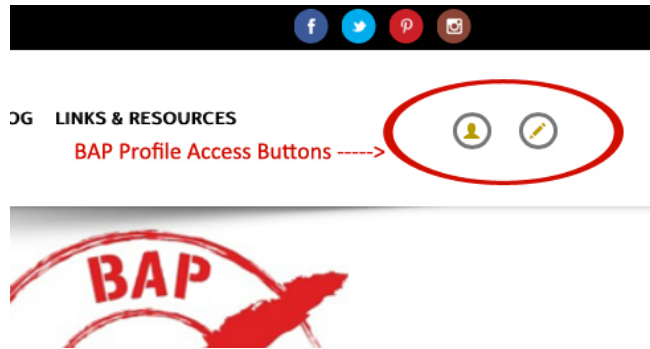 f
OG LINKS & RESOURCES
BAP Profile Access Buttons ----->
BAP